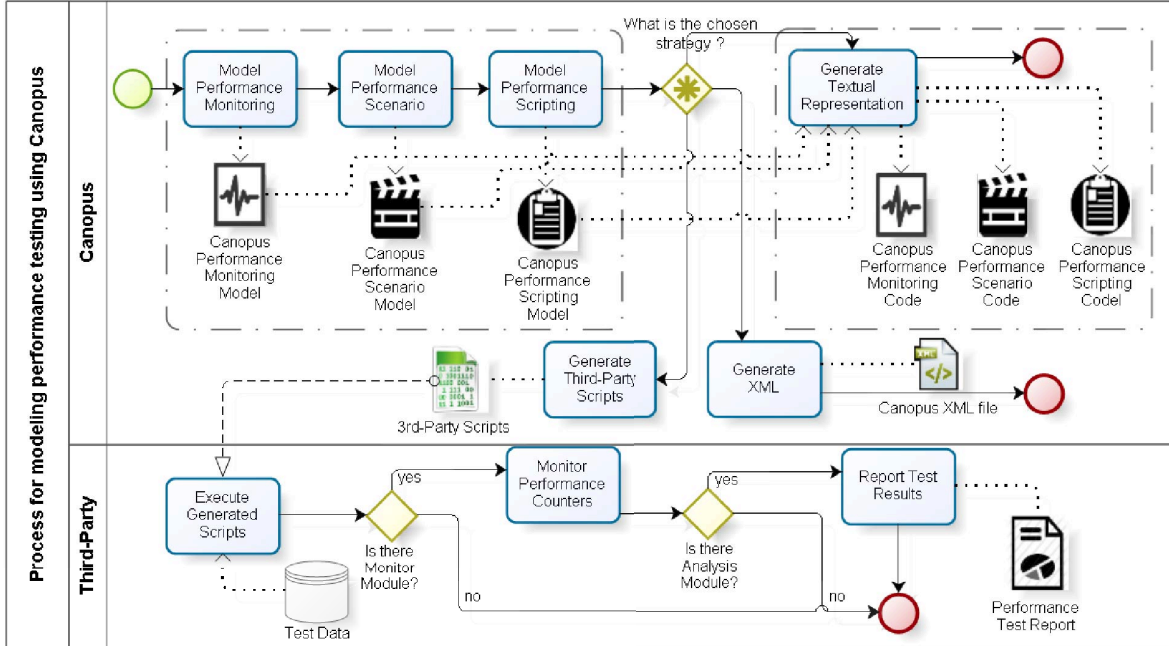 Process for modeling performance testing using Canopus
Canopus
Model
Performance
Monitoring
Model
Performance
Scenario
Model
Performance
Scripting
What is the chosen
strategy ?
Generate
Textual
Representation
Canopus
Performance
Monitoring
Model
Canopus
Performance
Scenario Model
Canopus
Performance
Scripting
Model
Canopus
Performance
Monitoring
Code
Canopus
Performance
Scenario
Code
Canopus
Performance
Scripting
Codel
3rd-Party Scripts
Generate
Third-Party
Scripts
Generate
XML
XML
</>
Canopus XML file
Third-Party
Execute
Generated
Scripts
Test Data
yes
Is there
Monitor
Module?
no
Monitor
Performance
Counters
yes
Is there
Analysis
Module?
no
Report Test
Results
Performance
Test Report